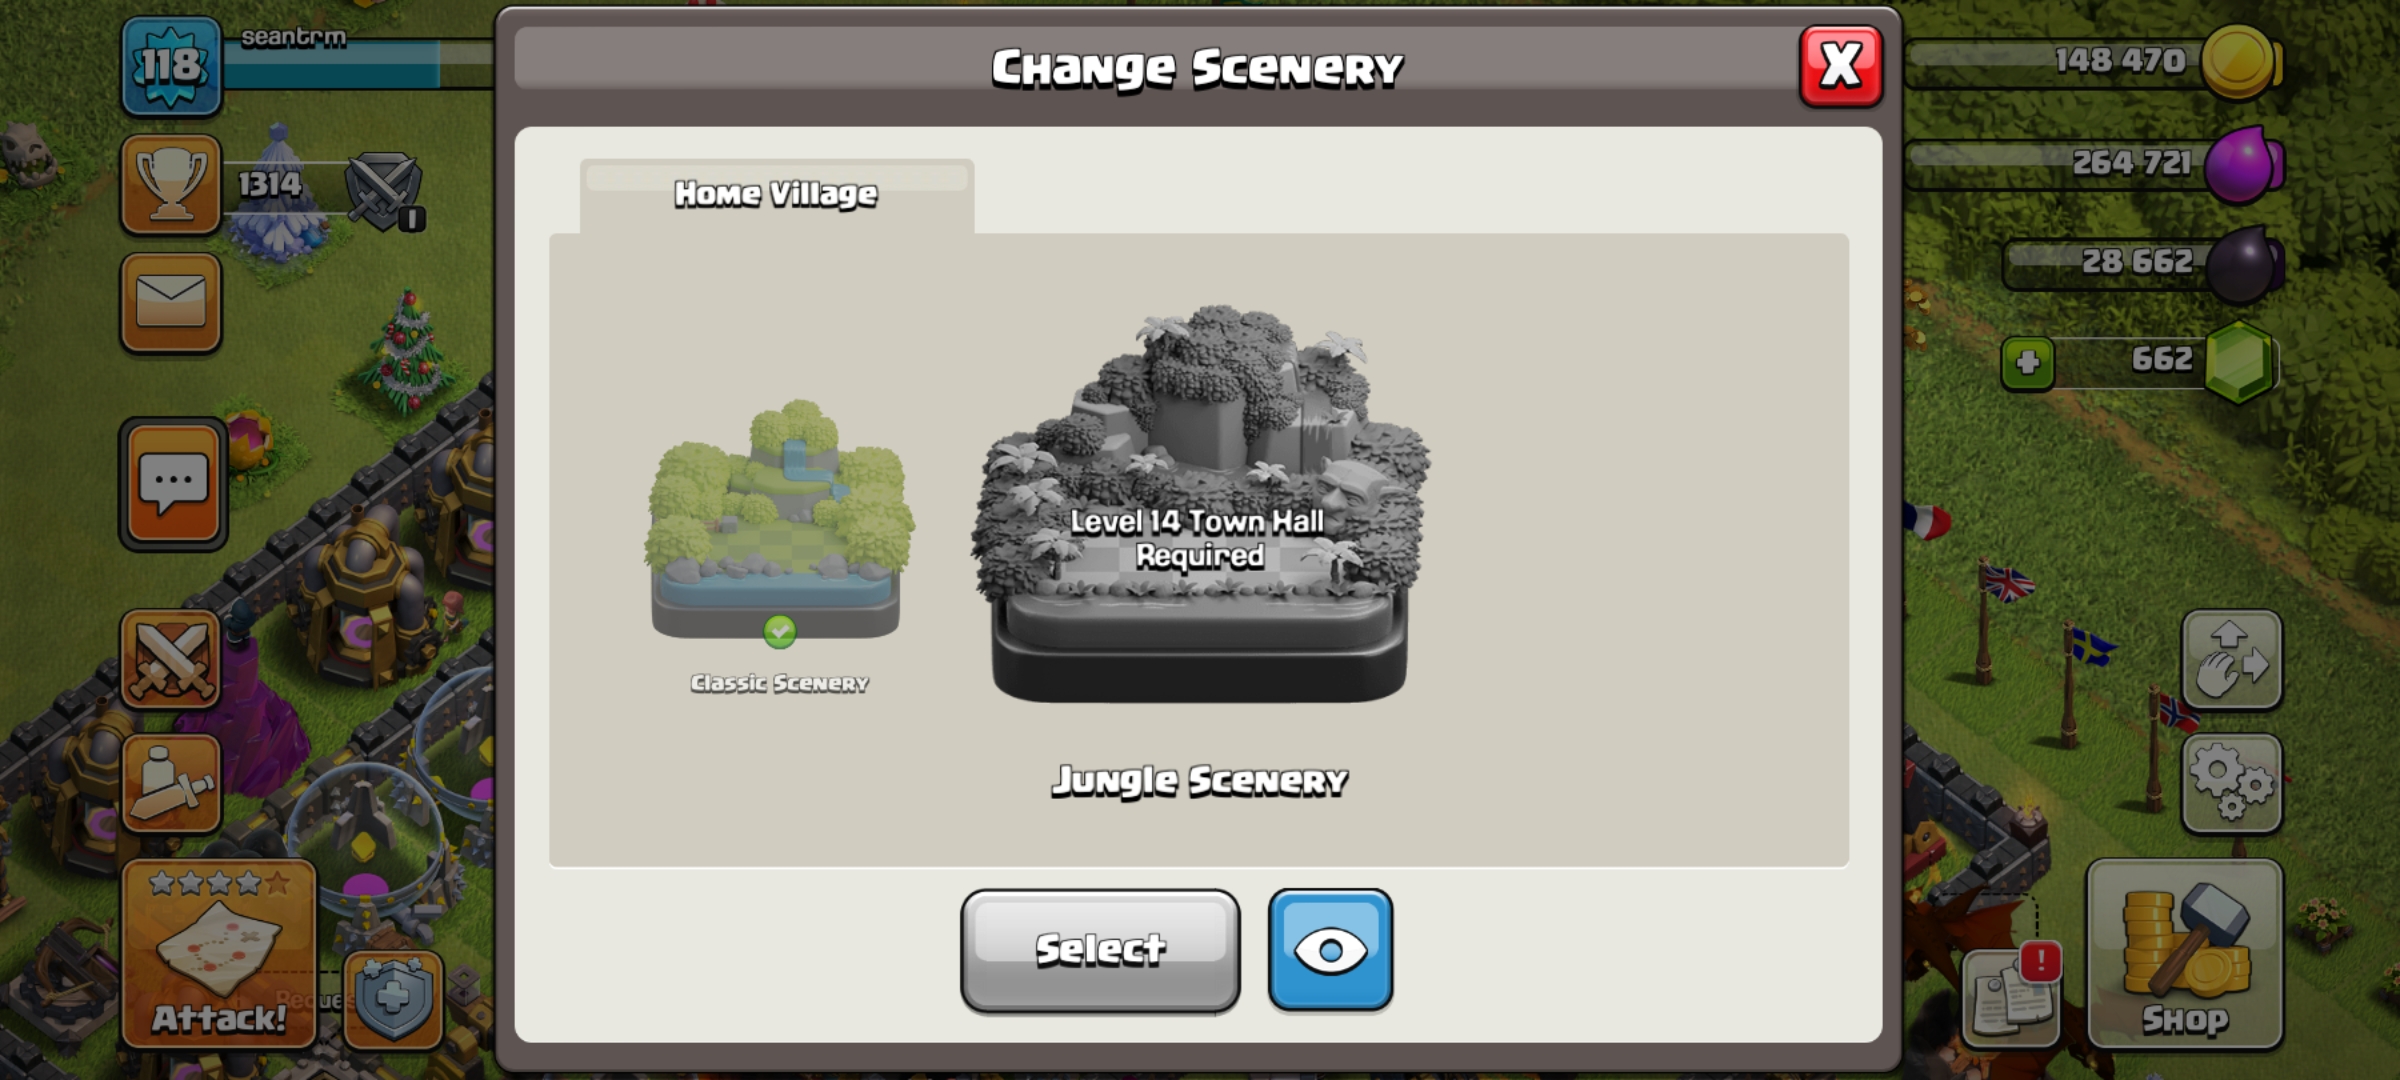 118
seantrm
Change Scenery
X
148 470
Home Village
264 721
1314
I
28 662
662
Level 14 Town Hall
Required
Classic Scenery
Jungle Scenery
Select
!
Attack!
Shop